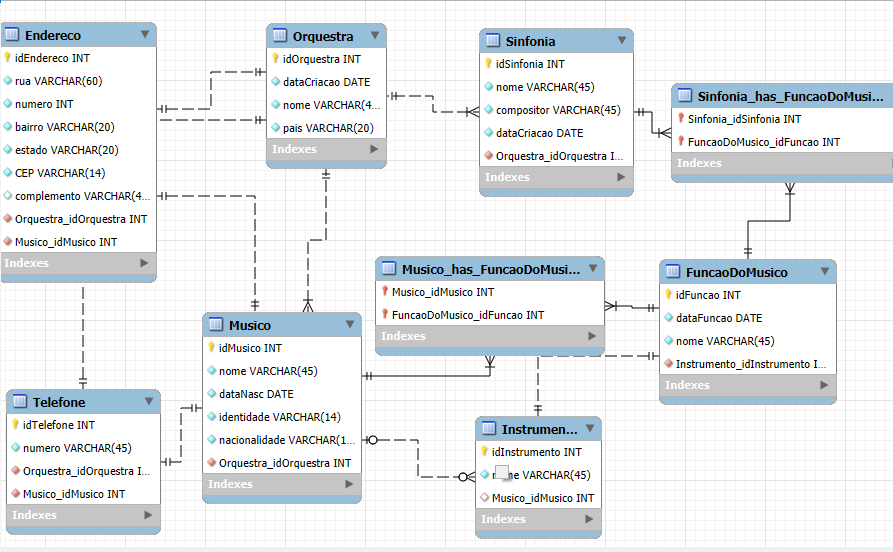 Endereco
idEndereco INT
rua VARCHAR(60)
numero INT
bairro VARCHAR(20)
estado VARCHAR(20)
CEP VARCHAR(14)
complemento VARCHAR(4...
Orquestra_idOrquestra INT
Musico_idMusico INT
Indexes
Orquestra
idOrquestra INT
dataCriacao DATE
nome VARCHAR(4...
pais VARCHAR(20)
Indexes
Sinfonia
idSinfonia INT
nome VARCHAR(45)
compositor VARCHAR(45)
dataCriacao DATE
Orquestra_idOrquestra I...
Indexes
Sinfonia_has_FuncaoDoMusi...
Sinfonia_idSinfonia INT
FuncaoDoMusico_idFuncao INT
Indexes
Musico_has_FuncaoDoMusi...
Musico_idMusico INT
FuncaoDoMusico_idFuncao INT
Indexes
FuncaoDoMusico
idFuncao INT
dataFuncao DATE
nome VARCHAR(45)
Instrumento_idInstrumento I...
Indexes
Musico
idMusico INT
nome VARCHAR(45)
dataNasc DATE
identidade VARCHAR(14)
nacionalidade VARCHAR(1...
Orquestra_idOrquestra INT
Indexes
Telefone
idTelefone INT
numero VARCHAR(45)
Orquestra_idOrquestra I...
Musico_idMusico INT
Indexes
Instrumen...
idInstrumento INT
nome VARCHAR(45)
Musico_idMusico INT
Indexes